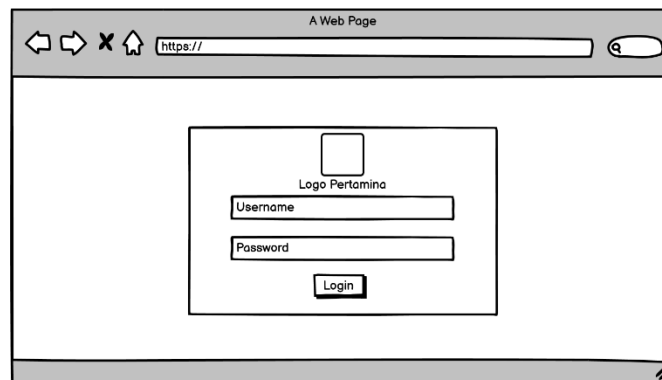 A Web Page
https://
Logo Pertamina
Username
Password
Login